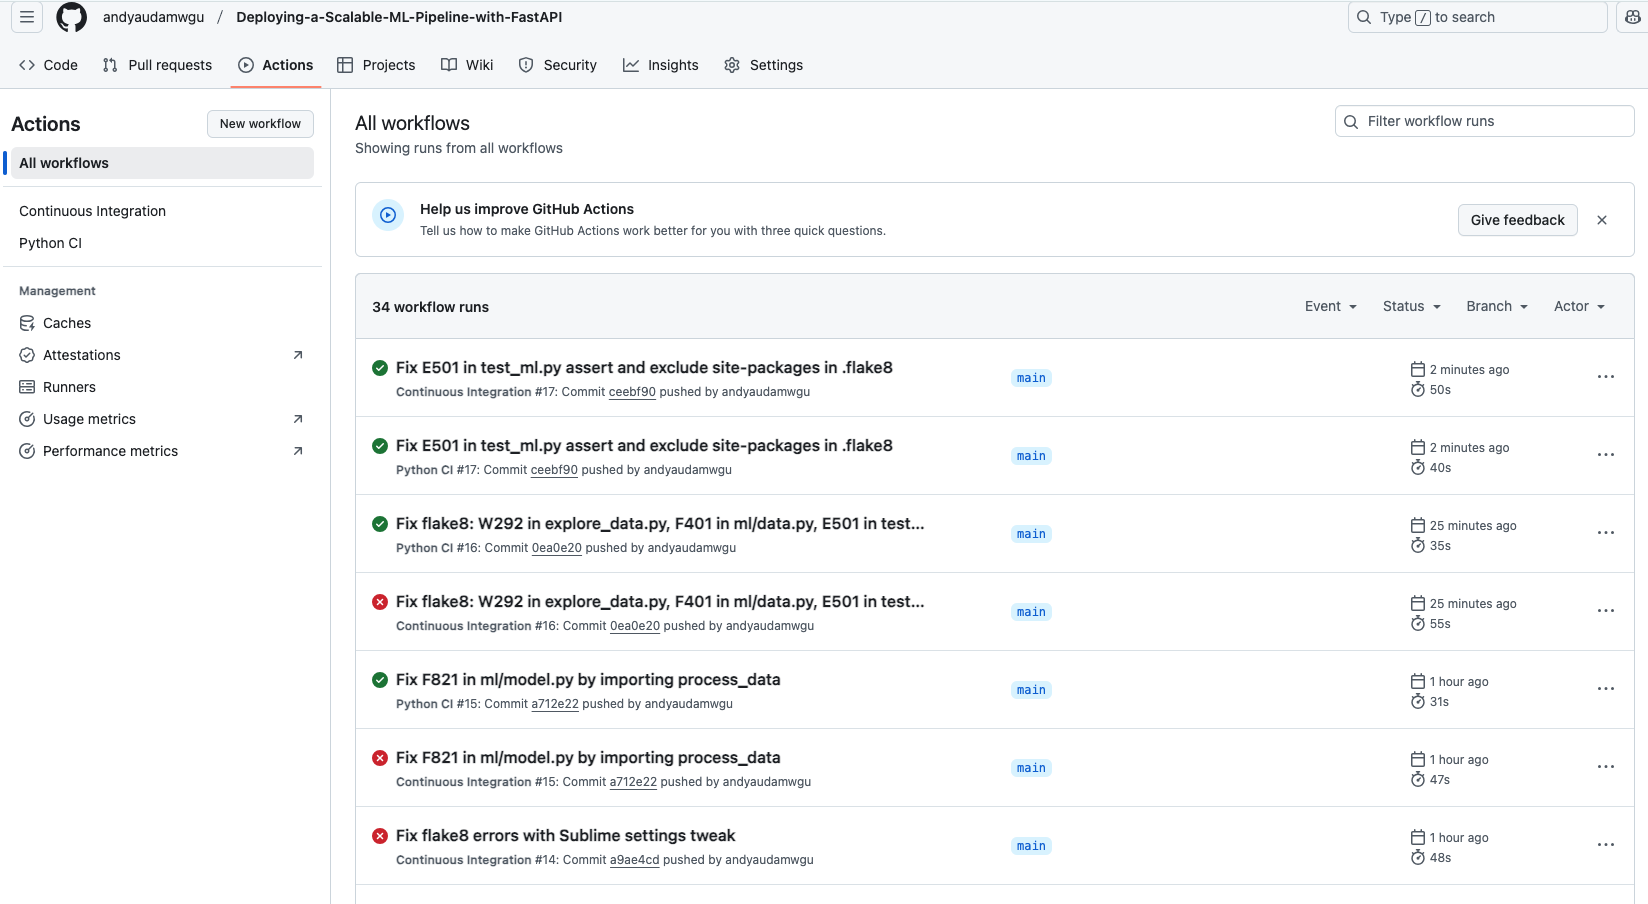 andyaudamwgu / Deploying-a-Scalable-ML-Pipeline-with-FastAPI
Type / to search
Code
Pull requests
Actions
Projects
Wiki
Security
Insights
Settings
Actions
New workflow
All workflows
Continuous Integration
Python CI
Management
Caches
Attestations
Runners
Usage metrics
Performance metrics
All workflows
Showing runs from all workflows
Filter workflow runs
Help us improve GitHub Actions
Tell us how to make GitHub Actions work better for you with three quick questions.
Give feedback
34 workflow runs
Event
Status
Branch
Actor
Fix E501 in test_ml.py assert and exclude site-packages in .flake8
Continuous Integration #17: Commit ceebf90 pushed by andyaudamwgu
main
2 minutes ago
50s
Fix E501 in test_ml.py assert and exclude site-packages in .flake8
Python CI #17: Commit ceebf90 pushed by andyaudamwgu
main
2 minutes ago
40s
Fix flake8: W292 in explore_data.py, F401 in ml/data.py, E501 in test...
Python CI #16: Commit 0ea0e20 pushed by andyaudamwgu
main
25 minutes ago
35s
Fix flake8: W292 in explore_data.py, F401 in ml/data.py, E501 in test...
Continuous Integration #16: Commit 0ea0e20 pushed by andyaudamwgu
main
25 minutes ago
55s
Fix F821 in ml/model.py by importing process_data
Python CI #15: Commit a712e22 pushed by andyaudamwgu
main
1 hour ago
31s
Fix F821 in ml/model.py by importing process_data
Continuous Integration #15: Commit a712e22 pushed by andyaudamwgu
main
1 hour ago
47s
Fix flake8 errors with Sublime settings tweak
Continuous Integration #14: Commit a9ae4cd pushed by andyaudamwgu
main
1 hour ago
48s